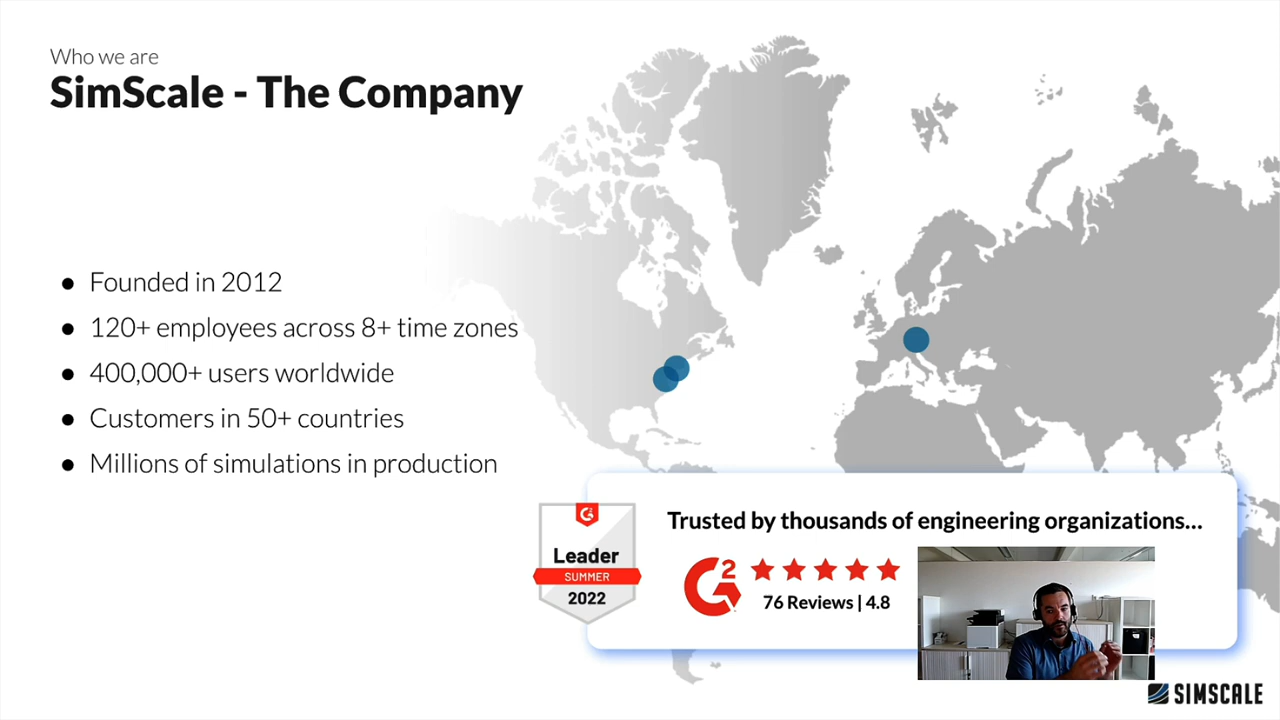 Who we are
SimScale - The Company
● Founded in 2012
● 120+ employees across 8+ time zones
● 400,000+ users worldwide
● Customers in 50+ countries
● Millions of simulations in production
Trusted by thousands of engineering organizations...
G2
Leader
SUMMER
2022
G2
76 Reviews | 4.8
SIMSCALE